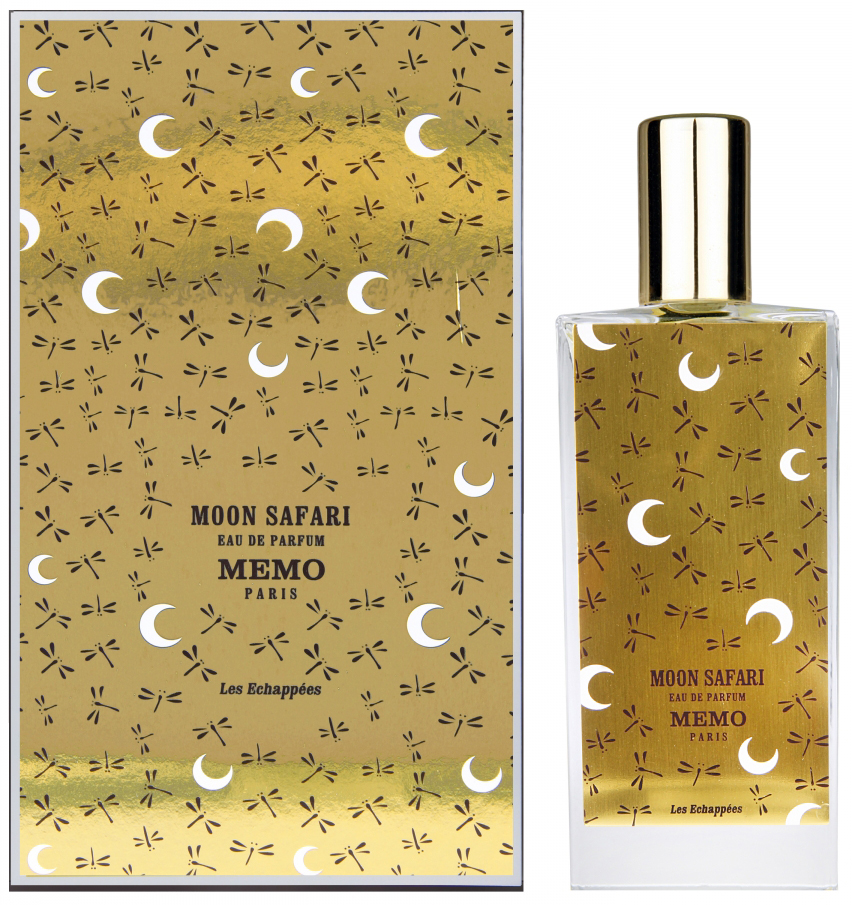 MOON SAFARI
EAU DE PARFUM
MEMO
PARIS
Les Echappées
MOON SAFARI
EAU DE PARFUM
MEMO
PARIS
Les Echappées